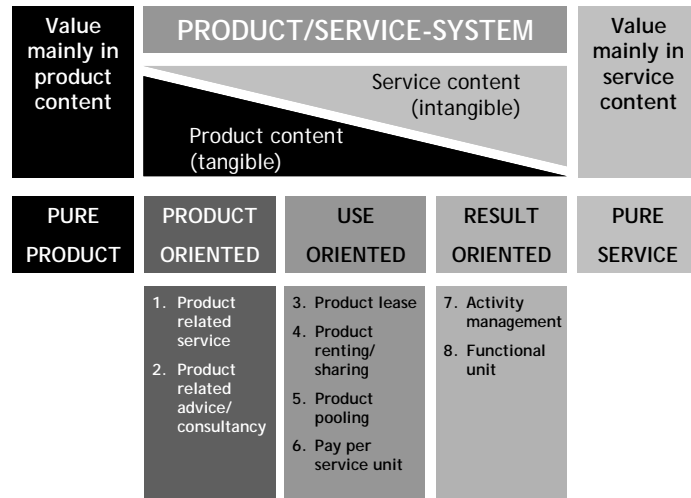 Value
mainly in
product
content
PRODUCT/SERVICE-SYSTEM
Service content
(intangible)
Product content
(tangible)
Value
mainly in
service
content
PURE
PRODUCT
PRODUCT
ORIENTED
USE
ORIENTED
RESULT
ORIENTED
PURE
SERVICE
1. Product
related
service
2. Product
related
advice/
consultancy
3. Product lease
4. Product
renting/
sharing
5. Product
pooling
6. Pay per
service unit
7. Activity
management
8. Functional
unit